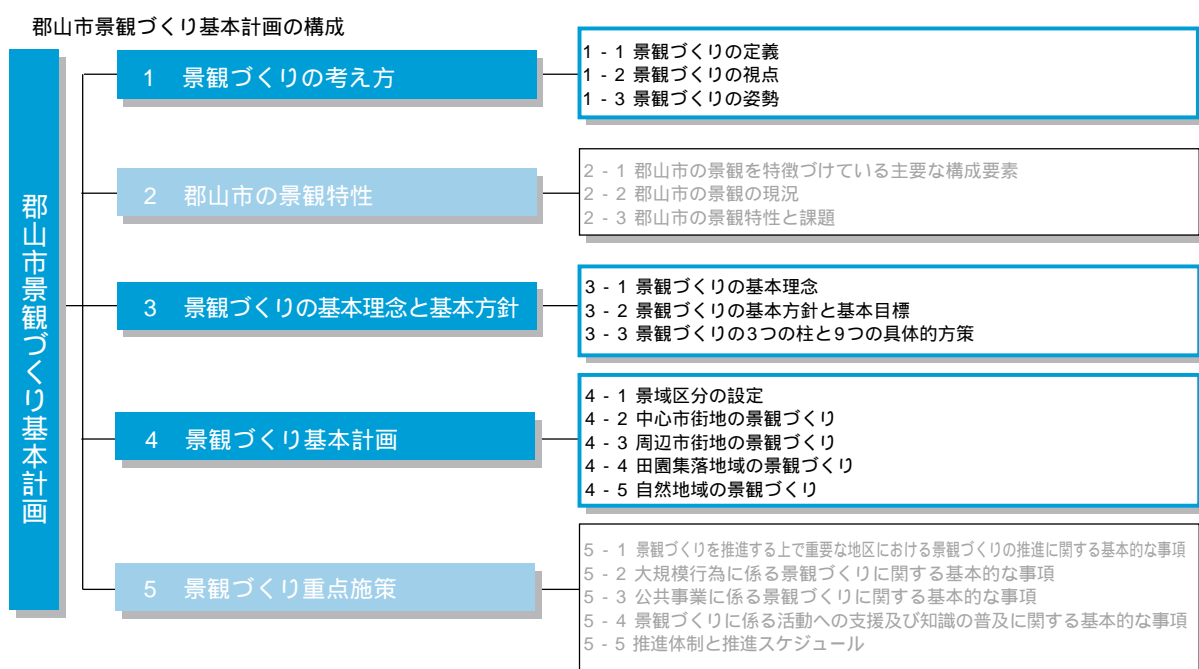 郡山市景観づくり基本計画の構成
郡山市景観づくり基本計画
1 景観づくりの考え方
1 - 1 景観づくりの定義
1 - 2 景観づくりの視点
1 - 3 景観づくりの姿勢
2 郡山市の景観特性
2 - 1 郡山市の景観を特徴づけている主要な構成要素
2 - 2 郡山市の景観の現況
2 - 3 郡山市の景観特性と課題
3 景観づくりの基本理念と基本方針
3 - 1 景観づくりの基本理念
3 - 2 景観づくりの基本方針と基本目標
3 - 3 景観づくりの3つの柱と9つの具体的方策
4 景観づくり基本計画
4 - 1 景域区分の設定
4 - 2 中心市街地の景観づくり
4 - 3 周辺市街地の景観づくり
4 - 4 田園集落地域の景観づくり
4 - 5 自然地域の景観づくり
5 景観づくり重点施策
5 - 1 景観づくりを推進する上で重要な地区における景観づくりの推進に関する基本的な事項
5 - 2 大規模行為に係る景観づくりに関する基本的な事項
5 - 3 公共事業に係る景観づくりに関する基本的な事項
5 - 4 景観づくりに係る活動への支援及び知識の普及に関する基本的な事項
5 - 5 推進体制と推進スケジュール